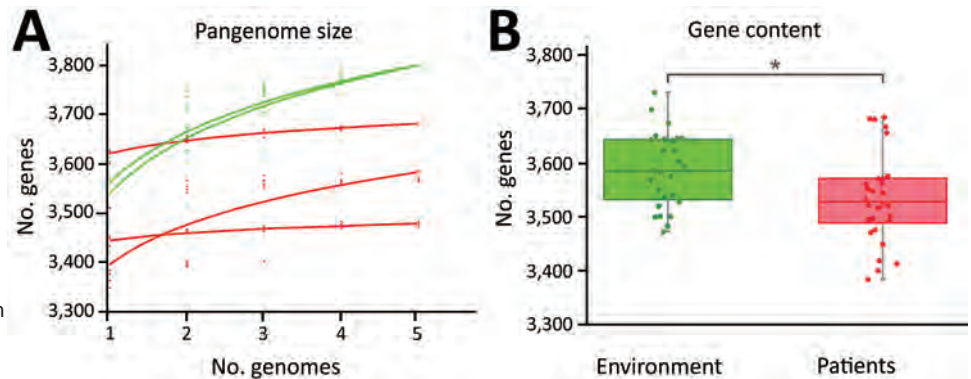 A
Pangenome size
No. genes
3,800
3,700
3,600
3,500
3,400
3,300
1 2 3 4 5
No. genomes
n
B
Gene content
*
No. genes
3,800
3,700
3,600
3,500
3,400
3,300
Environment Patients